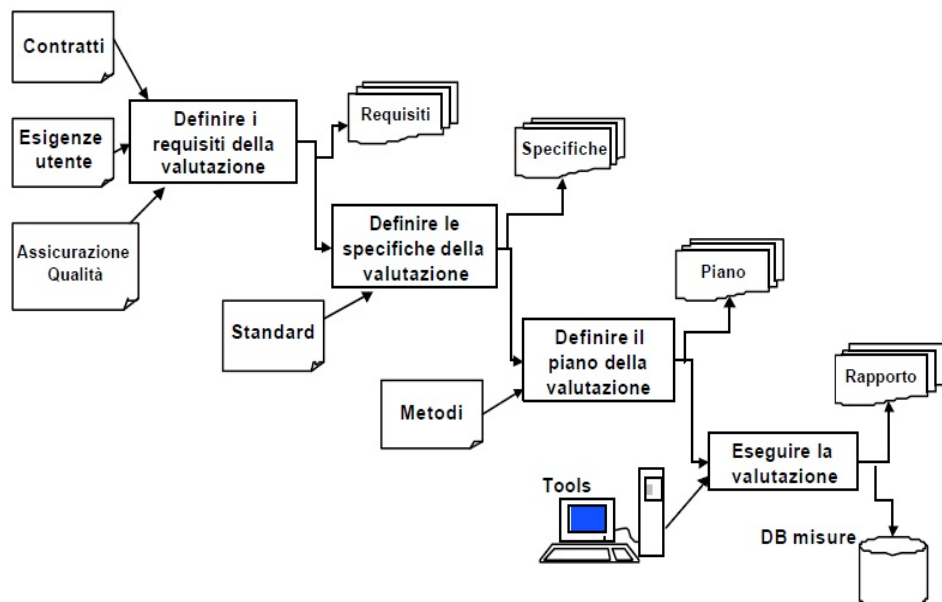 Contratti
Definire i
requisiti della
valutazione
Requisiti
Esigenze
utente
Specifiche
Assicurazione
Qualità
Definire le
specifiche della
valutazione
Piano
Standard
Definire il
piano della
valutazione
Rapporto
Metodi
Eseguire la
valutazione
Tools
DB misure